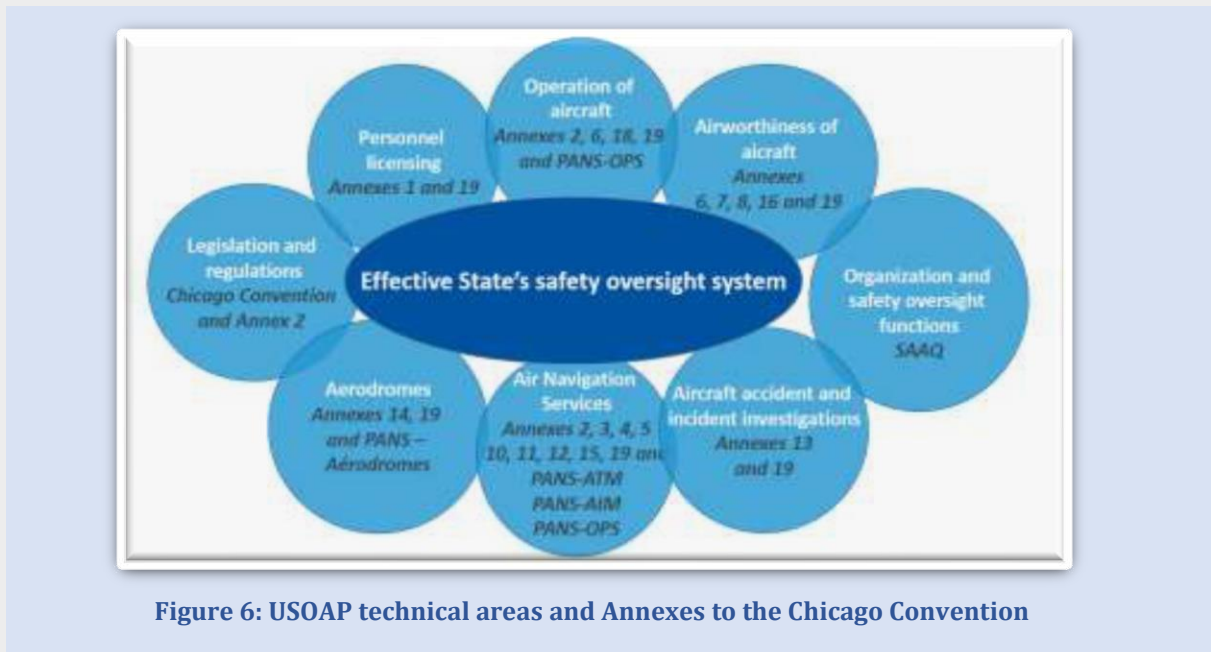 Operation of
aircraft
Annexes 2, 6, 18, 19
and PANS-OPS
Personnel
licensing
Annexes 1 and 19
Airworthiness of
aicraft
Annexes
6, 7, 8, 16 and 19
Legislation and
regulations
Chicago Convention
and Annex 2
Effective State's safety oversight system
Organization and
safety oversight
functions
SAAQ
Aerodromes
Annexes 14, 19
and PANS –
Aérodromes
Air Navigation
Services
Annexes 2, 3, 4, 5
10, 11, 12, 15, 19 and
PANS-ATM
PANS-AIM
PANS-OPS
Aircraft accident and
incident investigations
Annexes 13
and 19
Figure 6: USOAP technical areas and Annexes to the Chicago Convention